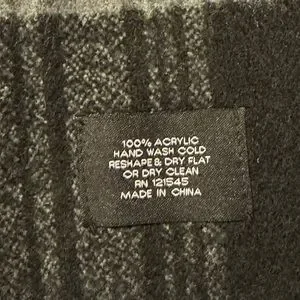 100% ACRYLIC
HAND WASH COLD
RESHAPE & DRY FLAT
OR DRY CLEAN
RN 121545
MADE IN CHINA